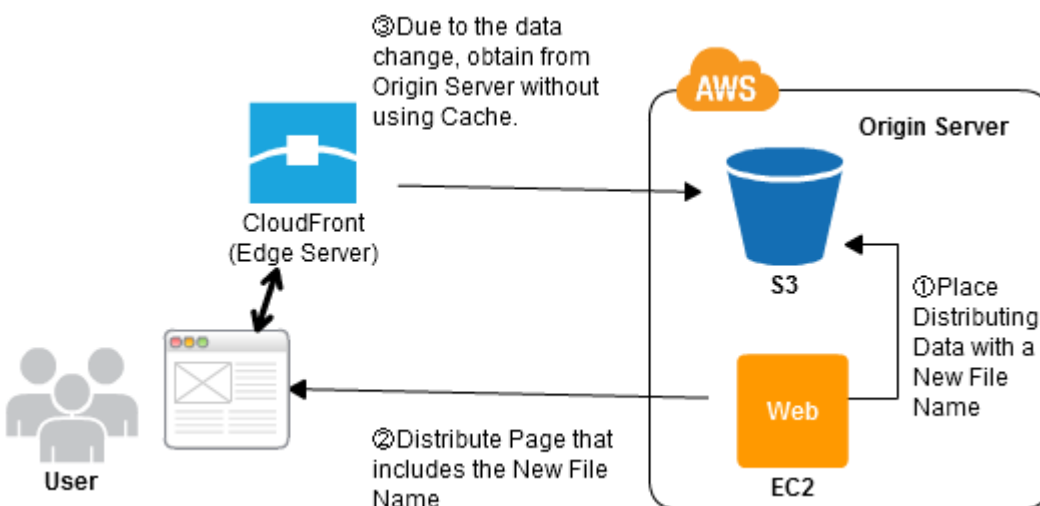 ③Due to the data
change, obtain from
Origin Server without
using Cache.
AWS
Origin Server
CloudFront
(Edge Server)
S3
①Place
Distributing
Data with a
New File
Name
Web
EC2
②Distribute Page that
includes the New File
Name
User